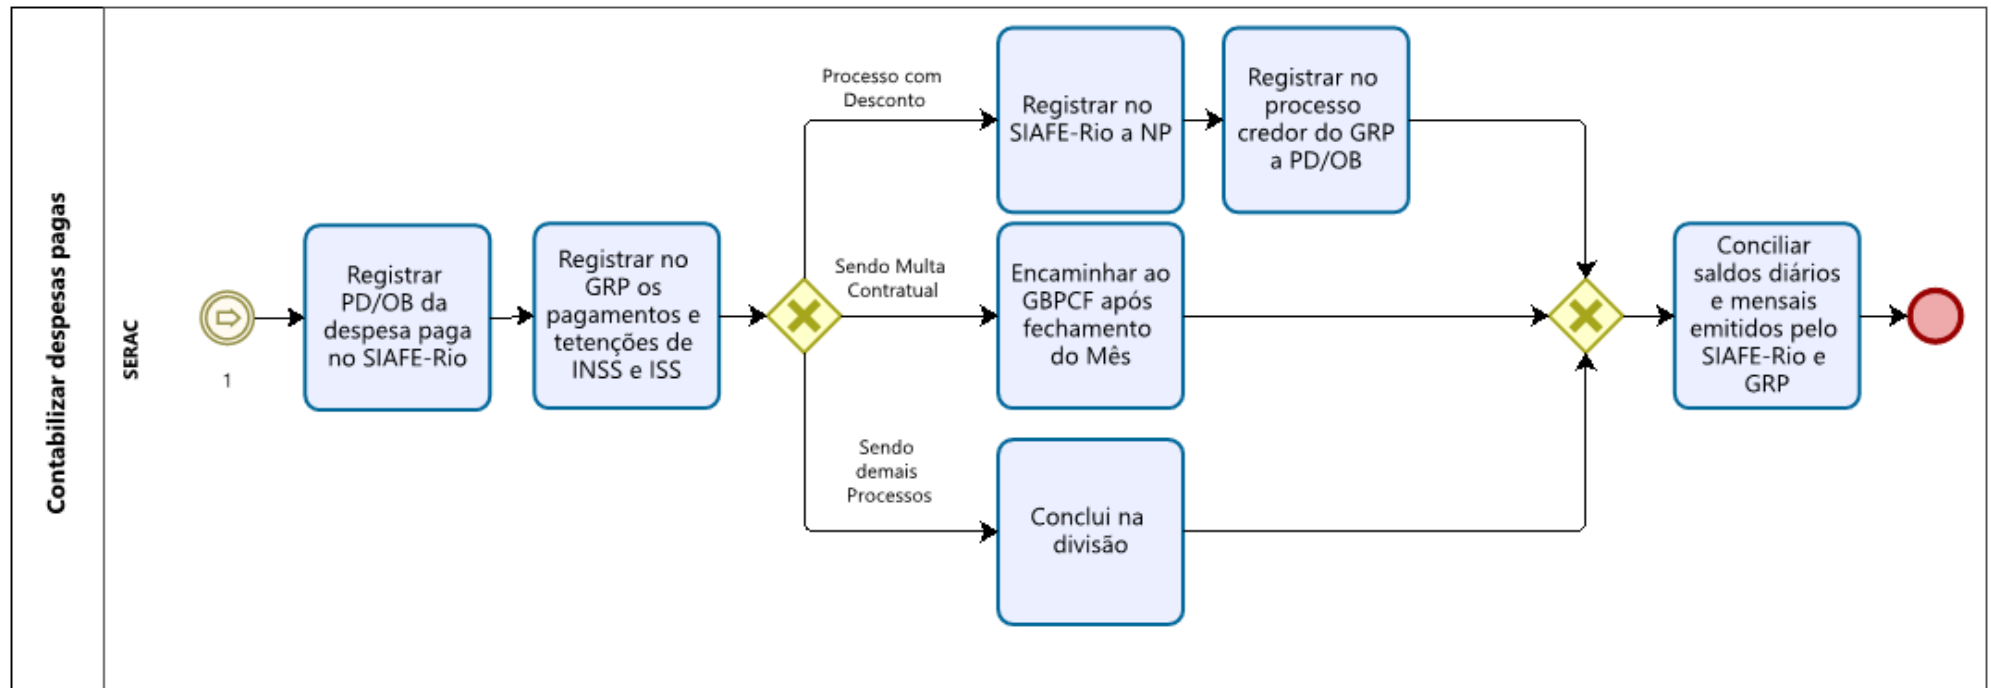 Contabilizar despesas pagas
SERAC
1
Registrar
PD/OB da
despesa paga
no SIAFE-Rio
Registrar no
GRP os
pagamentos e
tetenções de
INSS e ISS
Processo com
Desconto
Registrar no
SIAFE-Rio a NP
Registrar no
processo
credor do GRP
a PD/OB
Sendo Multa
Contratual
Encaminhar ao
GBPCF após
fechamento
do Mês
Sendo
demais
Processos
Conclui na
divisão
Conciliar
saldos diários
e mensais
emitidos pelo
SIAFE-Rio e
GRP